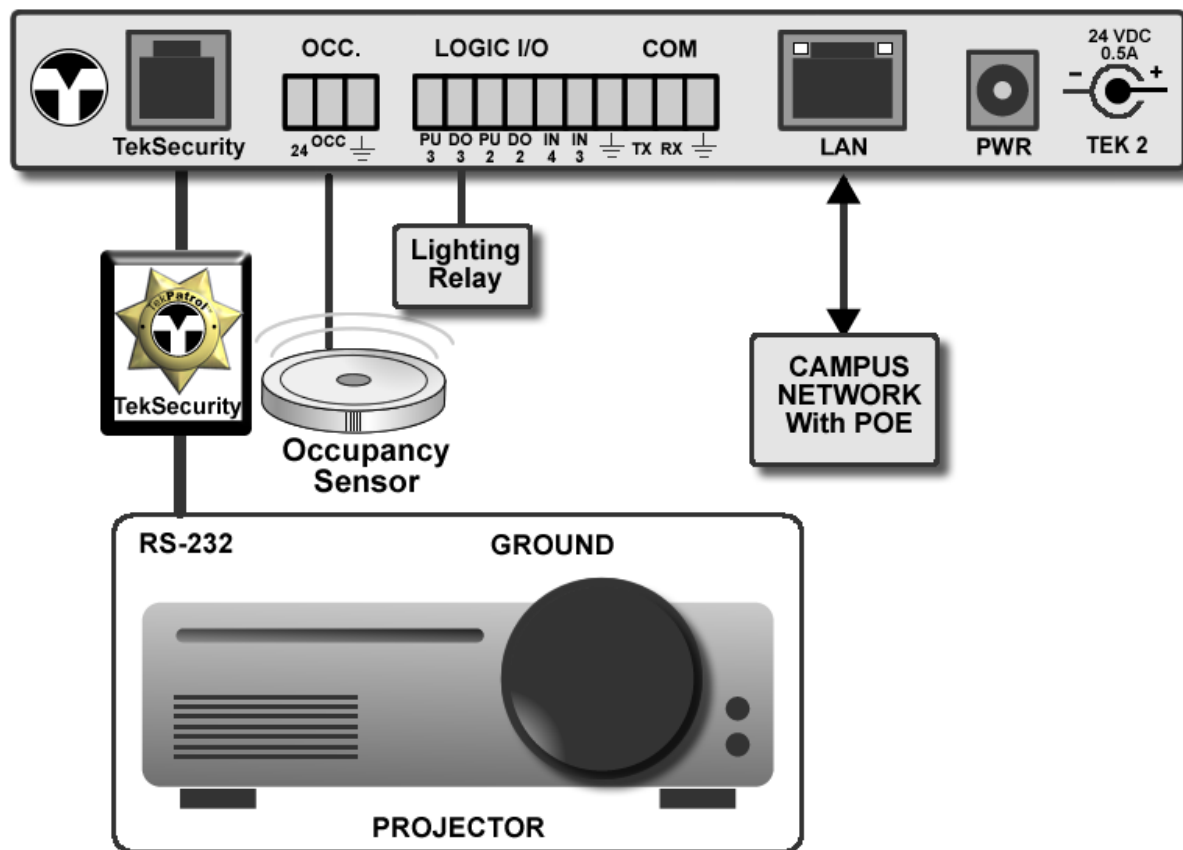 OCC.
LOGIC I/O
COM
24 VDC
0.5A
- +
TekSecurity
24 OCC
PU DO PU DO IN IN TX RX
3 3 2 2 4 3
LAN
PWR
TEK 2
Lighting
Relay
TekPatrol
TekSecurity
Occupancy
Sensor
CAMPUS
NETWORK
With POE
RS-232
GROUND
PROJECTOR